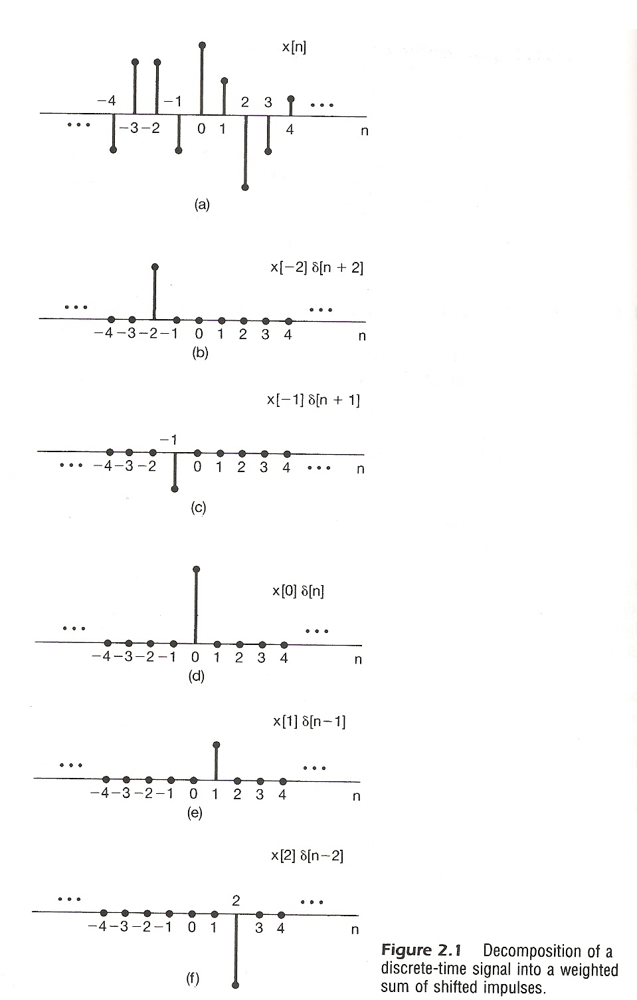 x[n]
−4 −1 2 3 • • •
• • • −3 −2 0 1 4 n
(a)
x[−2] δ[n + 2]
• • • • • •
−4 −3 −2 −1 0 1 2 3 4 n
(b)
x[−1] δ[n + 1]
−1
• • • −4 −3 −2 0 1 2 3 4 • • • n
(c)
x[0] δ[n]
• • • • • •
−4 −3 −2 −1 0 1 2 3 4 n
(d)
x[1] δ[n−1]
• • • • • •
−4 −3 −2 −1 0 1 2 3 4 n
(e)
x[2] δ[n−2]
• • • 2 • • •
−4 −3 −2 −1 0 1 3 4 n
(f)
Figure 2.1 Decomposition of a
discrete-time signal into a weighted
sum of shifted impulses.